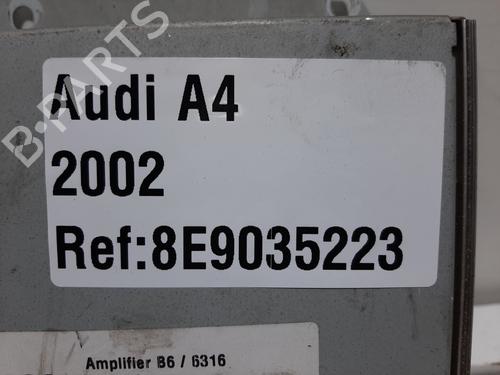 B-PARTS
Audi A4
2002
Ref:8E9035223
Amplifier B6 / 6316